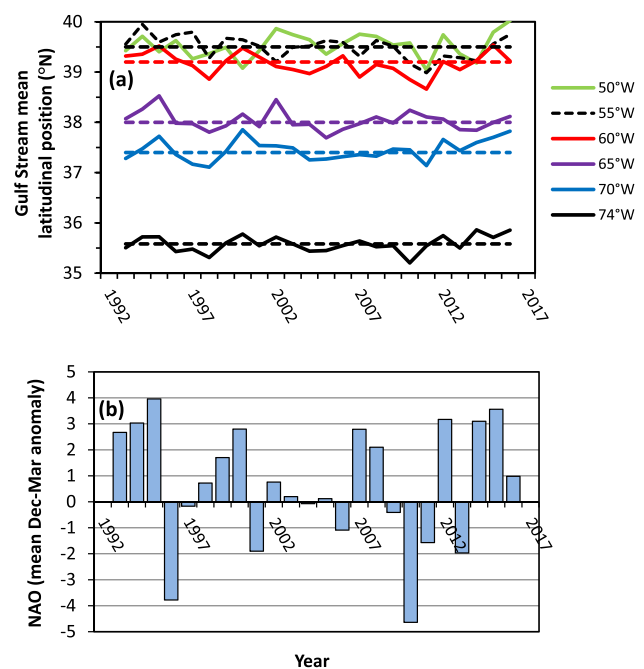 40
39
38
37
36
35
Gulf Stream mean
latitudinal position (°N)
(a)
1992
1997
2002
2007
2012
2017
50°W
55°W
60°W
65°W
70°W
74°W
5
4
3
2
1
0
-1
-2
-3
-4
-5
NAO (mean Dec-Mar anomaly)
(b)
1992
1997
2002
2007
2012
2017
Year